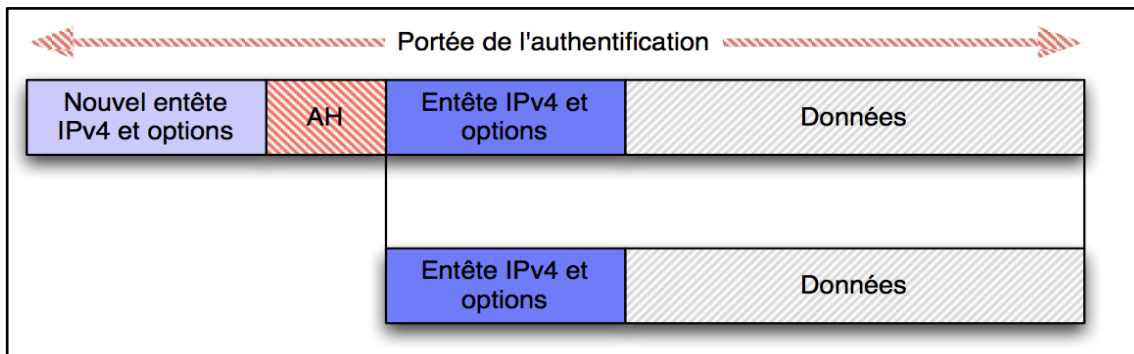 Portée de l'authentification
Nouvel entête
IPv4 et options
AH
Entête IPv4 et
options
Données
Entête IPv4 et
options
Données